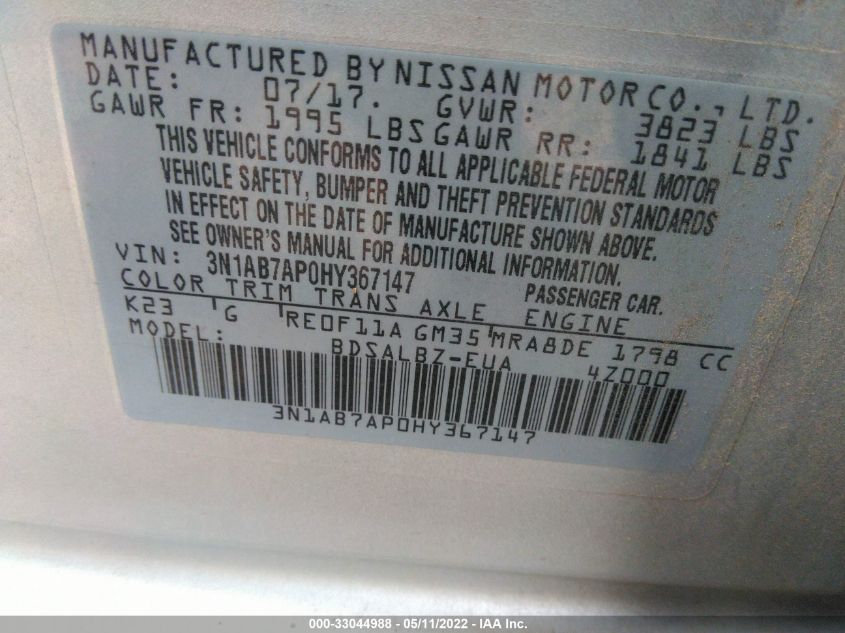 MANUFACTURED BY NISSAN MOTOR CO., LTD.
DATE: 07/17. GVWR: 3823 LBS
GAWR FR: 1995 LBS GAWR RR: 1841 LBS
THIS VEHICLE CONFORMS TO ALL APPLICABLE FEDERAL MOTOR
VEHICLE SAFETY, BUMPER AND THEFT PREVENTION STANDARDS
IN EFFECT ON THE DATE OF MANUFACTURE SHOWN ABOVE.
SEE OWNER'S MANUAL FOR ADDITIONAL INFORMATION.
VIN: 3N1AB7AP0HY367147 PASSENGER CAR.
COLOR TRIM TRANS AXLE ENGINE
K23 G RE0F11A GM35 MRA8DE 1798 CC
MODEL: BDSALBZ-EUA 4Z000
3N1AB7AP0HY367147
000-33044988 - 05/11/2022 - IAA Inc.